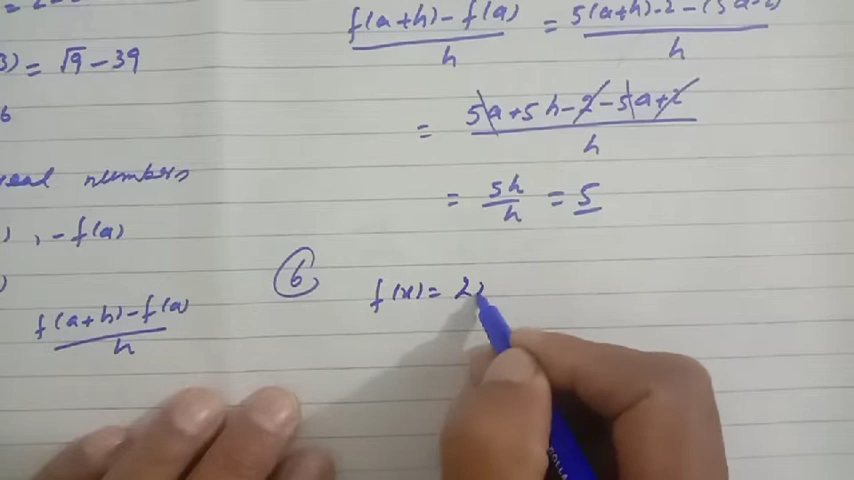 3) = √9 - 39
6
real numbers
) , - f(a)
)
f(a+h) - f(a)
h
f(a+h) - f(a) = 5(a+h) - 2 - (5a-2)
h h
= 5a + 5h - 2 - 5a + 2
h
= 5h = 5
h
6 f(x) = 2